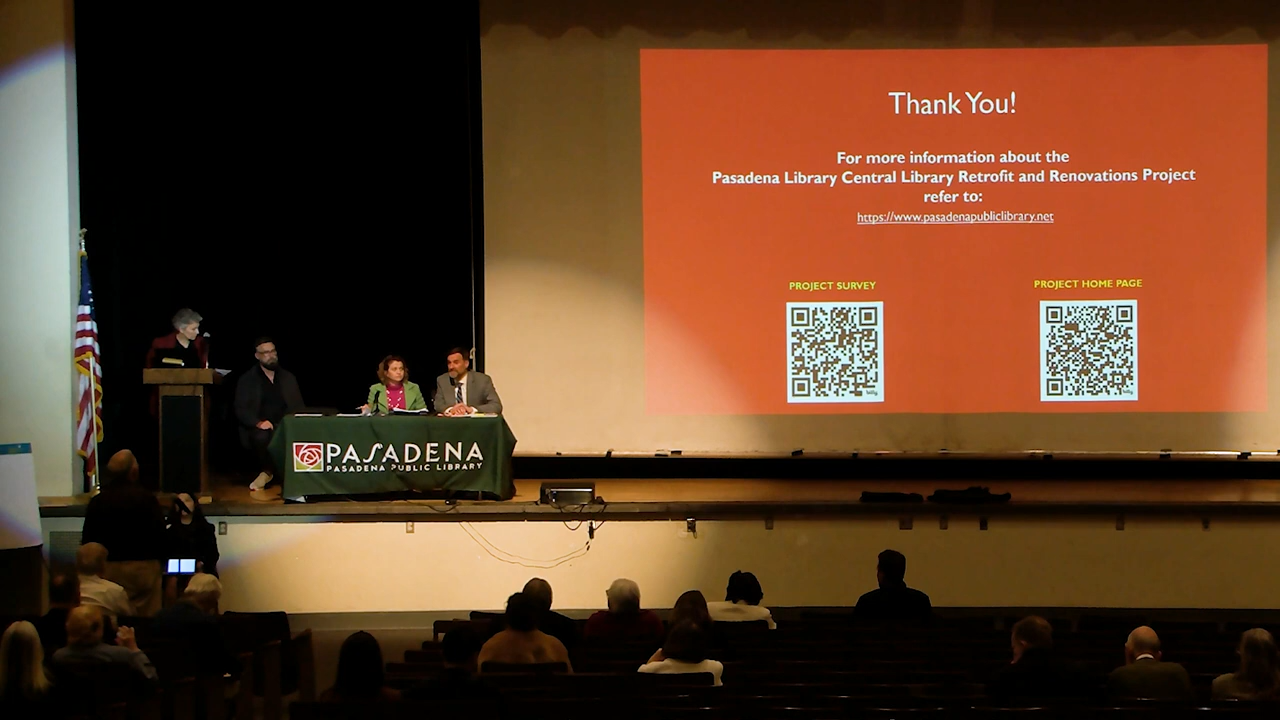 Thank You!
For more information about the
Pasadena Library Central Library Retrofit and Renovations Project
refer to:
https://www.pasadenapubliclibrary.net
PROJECT SURVEY
PROJECT HOME PAGE
PASADENA
PASADENA PUBLIC LIBRARY